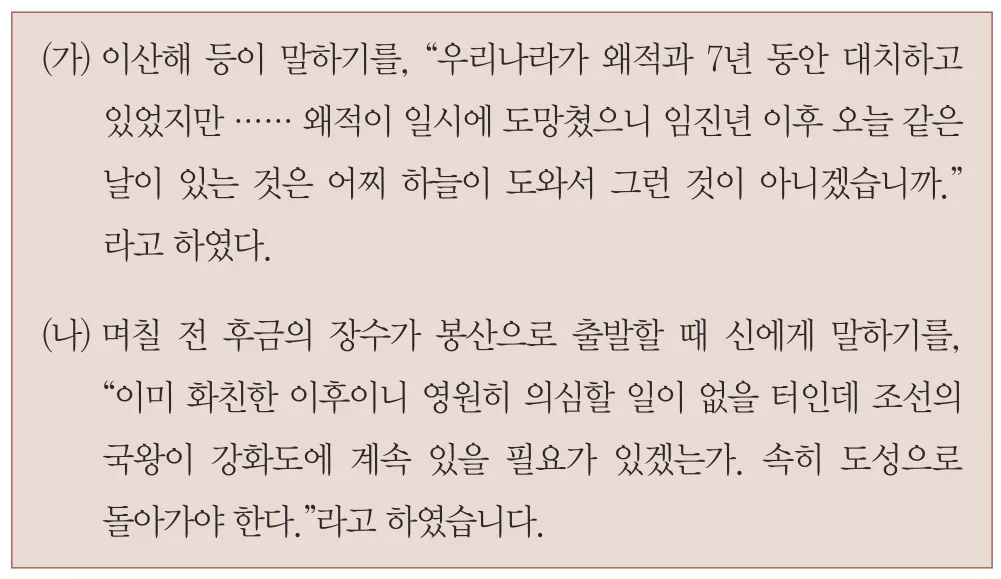 (가) 이산해 등이 말하기를, “우리나라가 왜적과 7년 동안 대치하고
있었지만 …… 왜적이 일시에 도망쳤으니 임진년 이후 오늘 같은
날이 있는 것은 어찌 하늘이 도와서 그런 것이 아니겠습니까.”
라고 하였다.
(나) 며칠 전 후금의 장수가 봉산으로 출발할 때 신에게 말하기를,
“이미 화친한 이후이니 영원히 의심할 일이 없을 터인데 조선의
국왕이 강화도에 계속 있을 필요가 있겠는가. 속히 도성으로
돌아가야 한다.”라고 하였습니다.